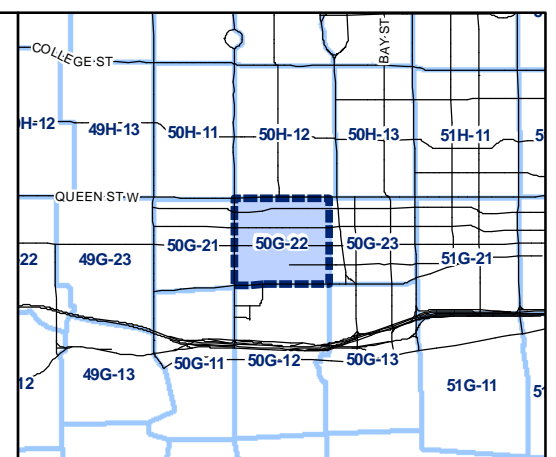 COLLEGE ST
BAY ST
H-12 49H-13 50H-11 50H-12 50H-13 51H-11 5
QUEEN ST W
22 49G-23 50G-21 50G-22 50G-23 51G-21
12 49G-13 50G-11 50G-12 50G-13 51G-11 5